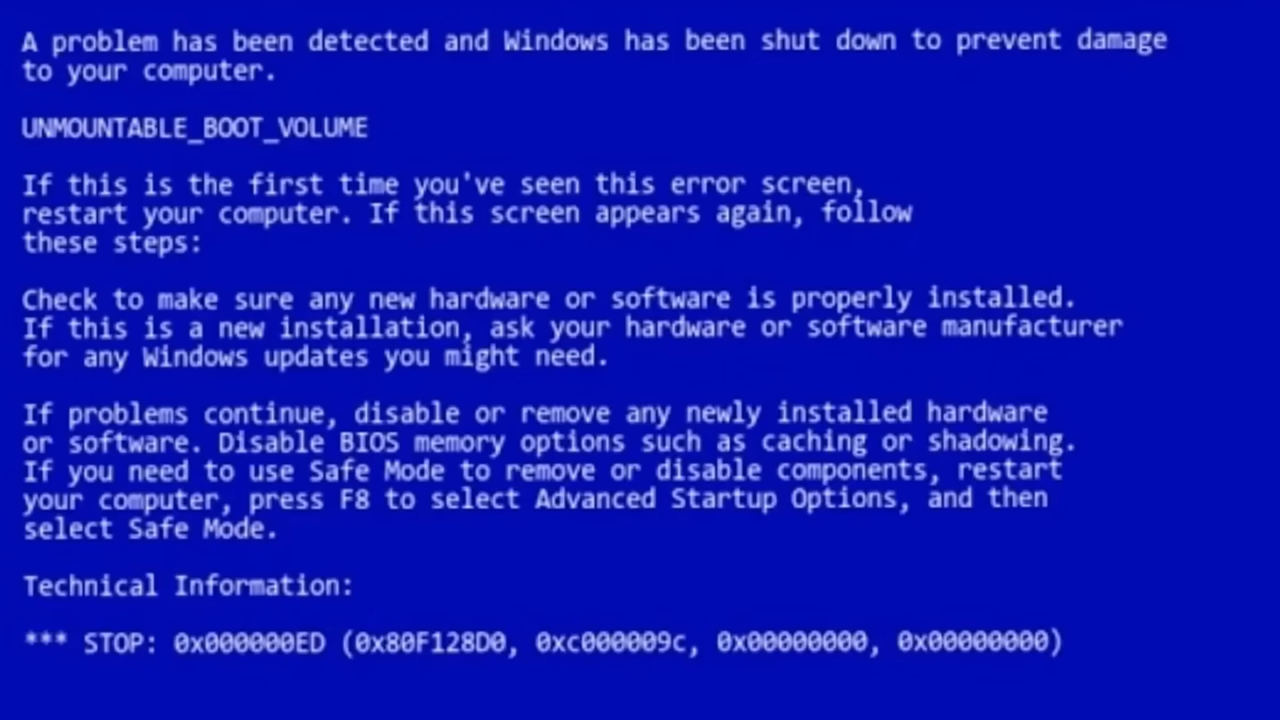 A problem has been detected and Windows has been shut down to prevent damage
to your computer.
UNMOUNTABLE_BOOT_VOLUME
If this is the first time you've seen this error screen,
restart your computer. If this screen appears again, follow
these steps:
Check to make sure any new hardware or software is properly installed.
If this is a new installation, ask your hardware or software manufacturer
for any Windows updates you might need.
If problems continue, disable or remove any newly installed hardware
or software. Disable BIOS memory options such as caching or shadowing.
If you need to use Safe Mode to remove or disable components, restart
your computer, press F8 to select Advanced Startup Options, and then
select Safe Mode.
Technical Information:
*** STOP: 0x000000ED (0x80F128D0, 0xc000009c, 0x00000000, 0x00000000)